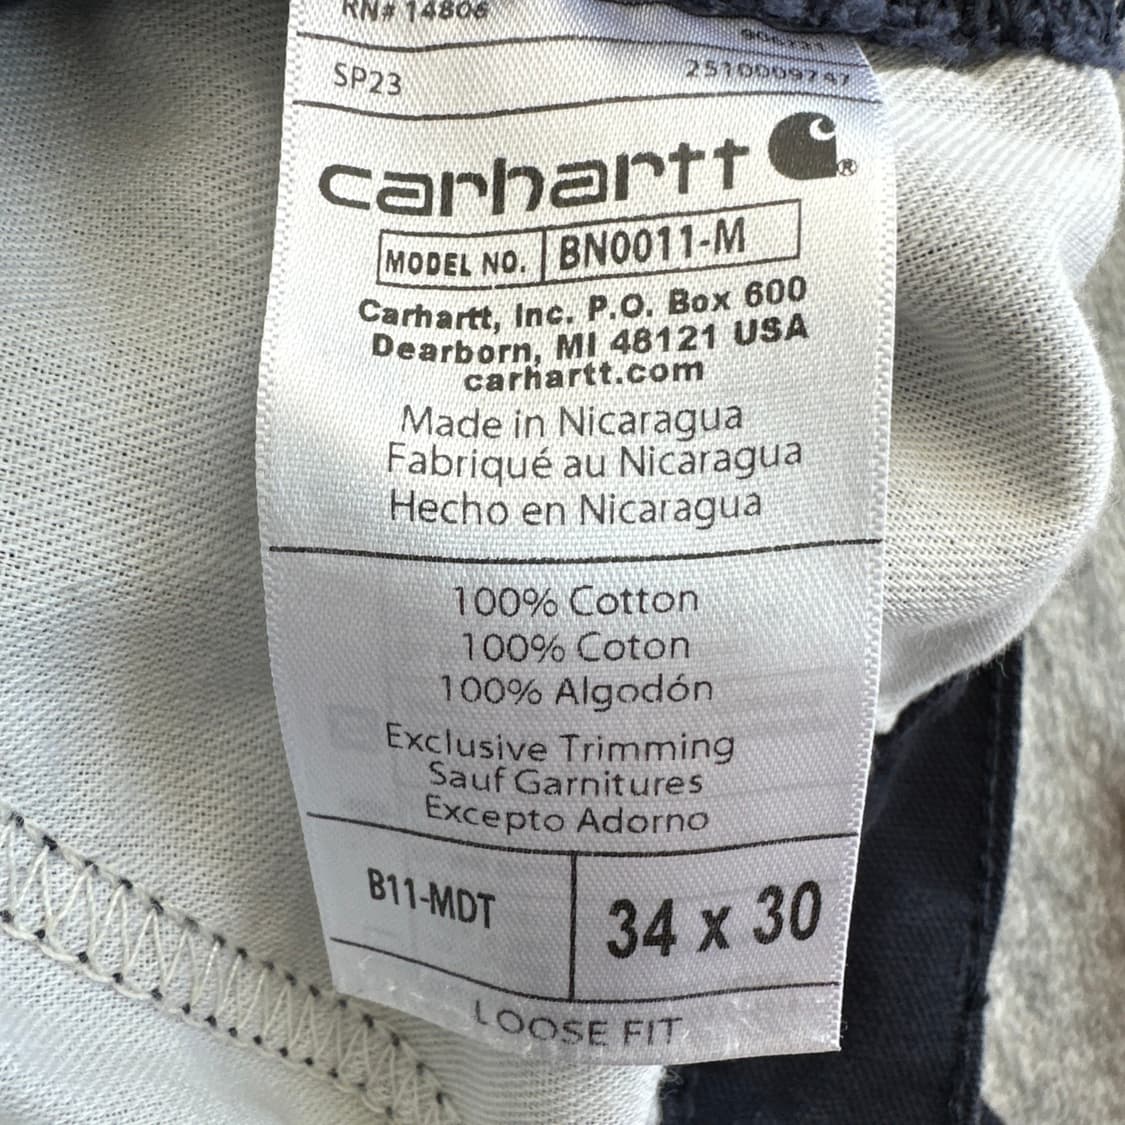 RN# 14806
SP23
2510009747
carhartt
MODEL NO. BN0011-M
Carhartt, Inc. P.O. Box 600
Dearborn, MI 48121 USA
carhartt.com
Made in Nicaragua
Fabriqué au Nicaragua
Hecho en Nicaragua
100% Cotton
100% Coton
100% Algodón
Exclusive Trimming
Sauf Garnitures
Excepto Adorno
B11-MDT
34 x 30
LOOSE FIT